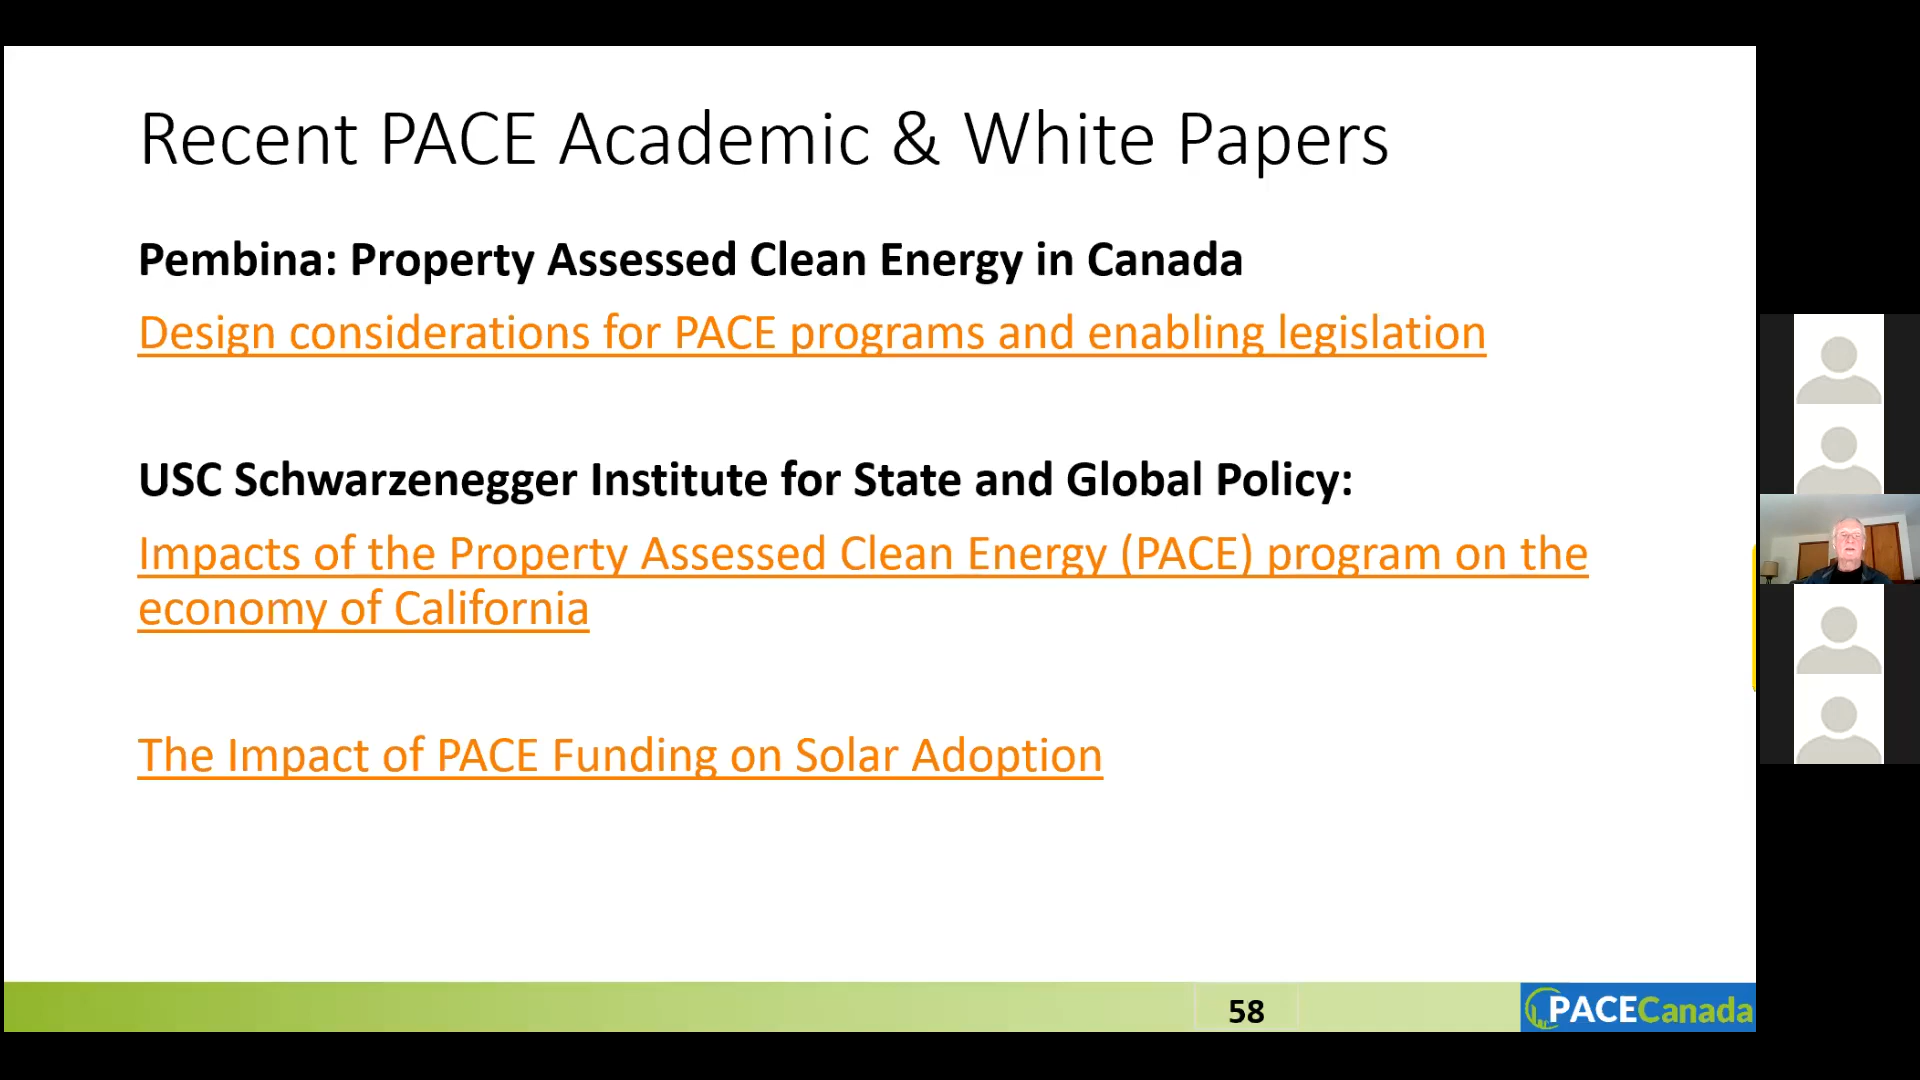 Recent PACE Academic & White Papers
Pembina: Property Assessed Clean Energy in Canada
Design considerations for PACE programs and enabling legislation
USC Schwarzenegger Institute for State and Global Policy:
Impacts of the Property Assessed Clean Energy (PACE) program on the
economy of California
The Impact of PACE Funding on Solar Adoption
58
PACECanada